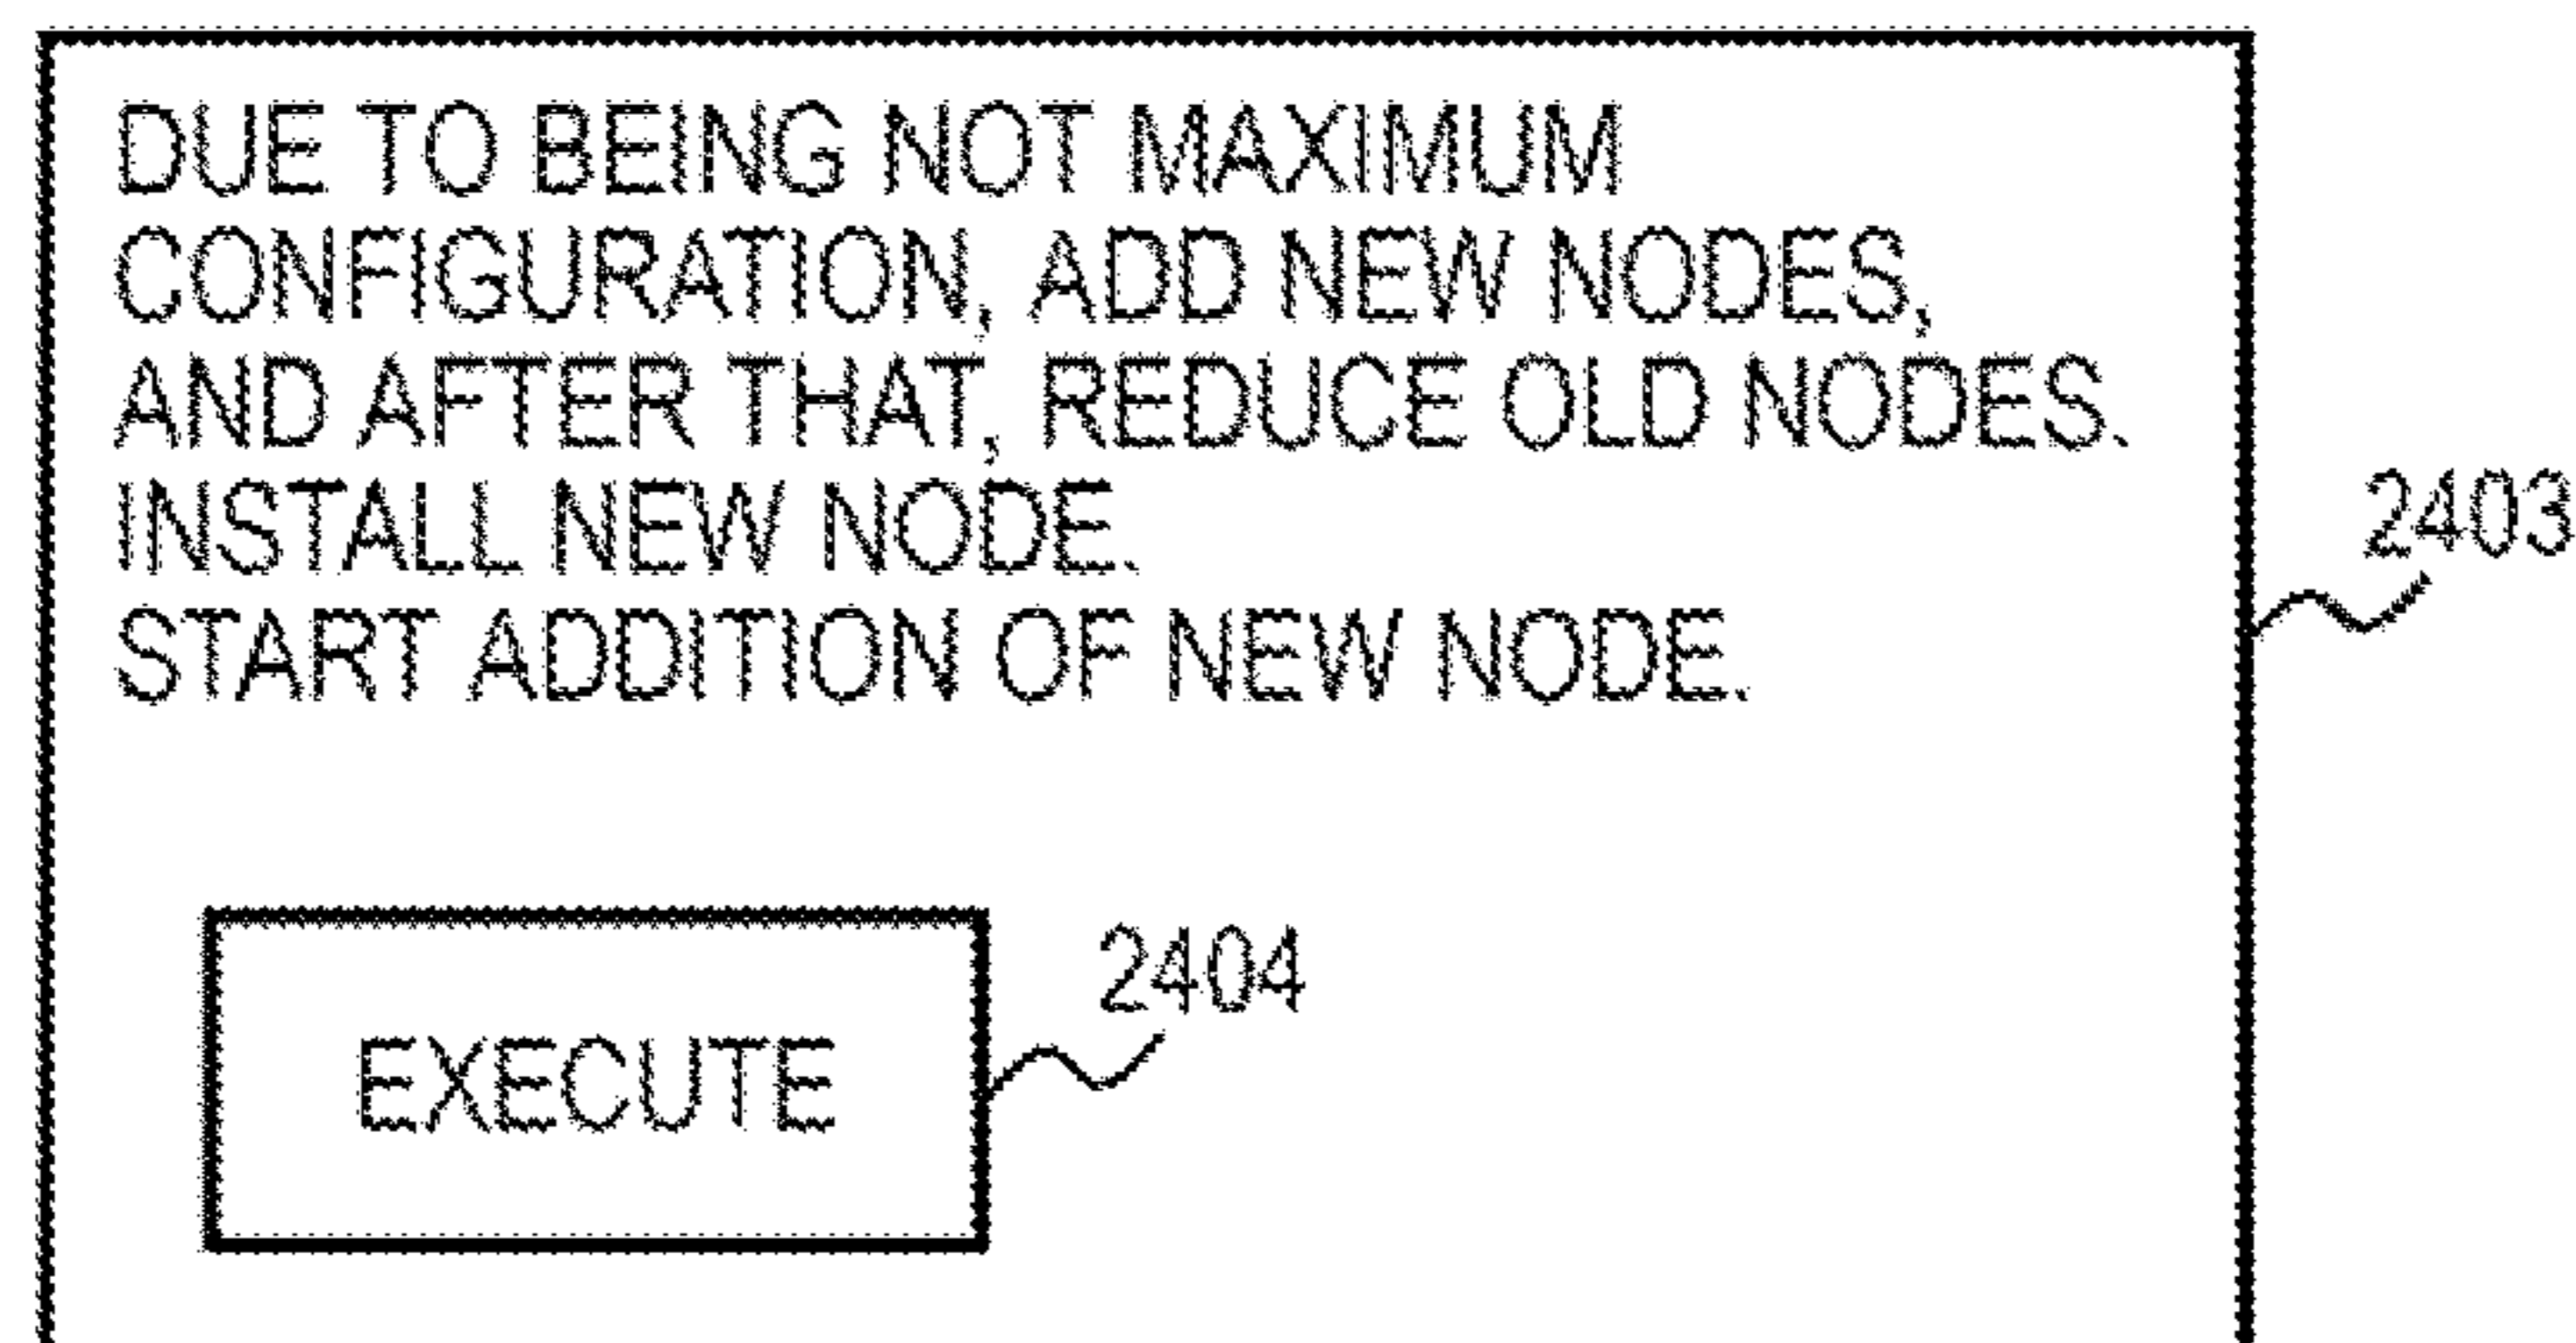 DUE TO BEING NOT MAXIMUM
CONFIGURATION, ADD NEW NODES,
AND AFTER THAT, REDUCE OLD NODES.
INSTALL NEW NODE.
START ADDITION OF NEW NODE.
2403
2404
EXECUTE